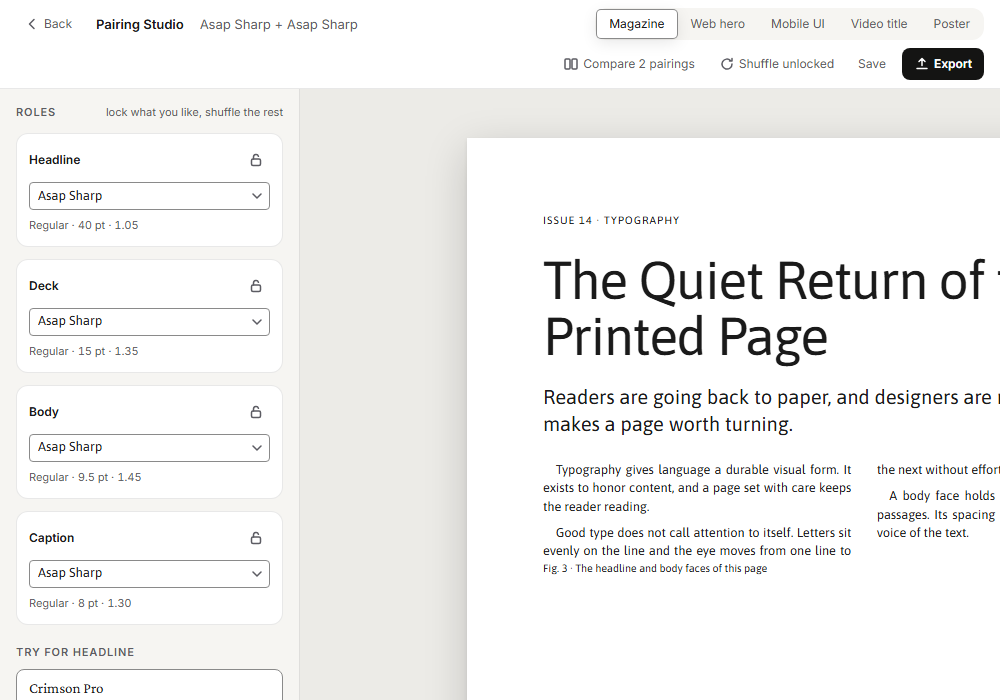 Back
Pairing Studio
Asap Sharp + Asap Sharp
Magazine
Web hero
Mobile UI
Video title
Poster
Compare 2 pairings
Shuffle unlocked
Save
Export
ROLES
lock what you like, shuffle the rest
Headline
Asap Sharp
Regular · 40 pt · 1.05
Deck
Asap Sharp
Regular · 15 pt · 1.35
Body
Asap Sharp
Regular · 9.5 pt · 1.45
Caption
Asap Sharp
Regular · 8 pt · 1.30
TRY FOR HEADLINE
Crimson Pro
ISSUE 14 · TYPOGRAPHY
The Quiet Return of
Printed Page
Readers are going back to paper, and designers are
makes a page worth turning.
Typography gives language a durable visual form. It
exists to honor content, and a page set with care keeps
the reader reading.
Good type does not call attention to itself. Letters sit
evenly on the line and the eye moves from one line to
Fig. 3 · The headline and body faces of this page
the next without effort
A body face holds
passages. Its spacing
voice of the text.